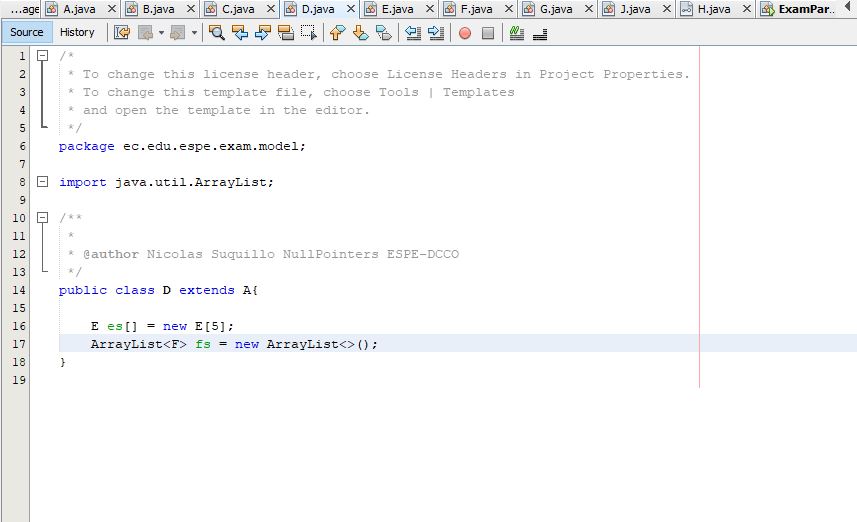 ...age A.java B.java C.java D.java E.java F.java G.java J.java H.java ExamPar...
Source History
1 /*
2 * To change this license header, choose License Headers in Project Properties.
3 * To change this template file, choose Tools | Templates
4 * and open the template in the editor.
5 */
6 package ec.edu.espe.exam.model;
7
8 import java.util.ArrayList;
9
10 /**
11 *
12 * @author Nicolas Suquillo NullPointers ESPE-DCCO
13 */
14 public class D extends A{
15
16 E es[] = new E[5];
17 ArrayList<F> fs = new ArrayList<>();
18 }
19